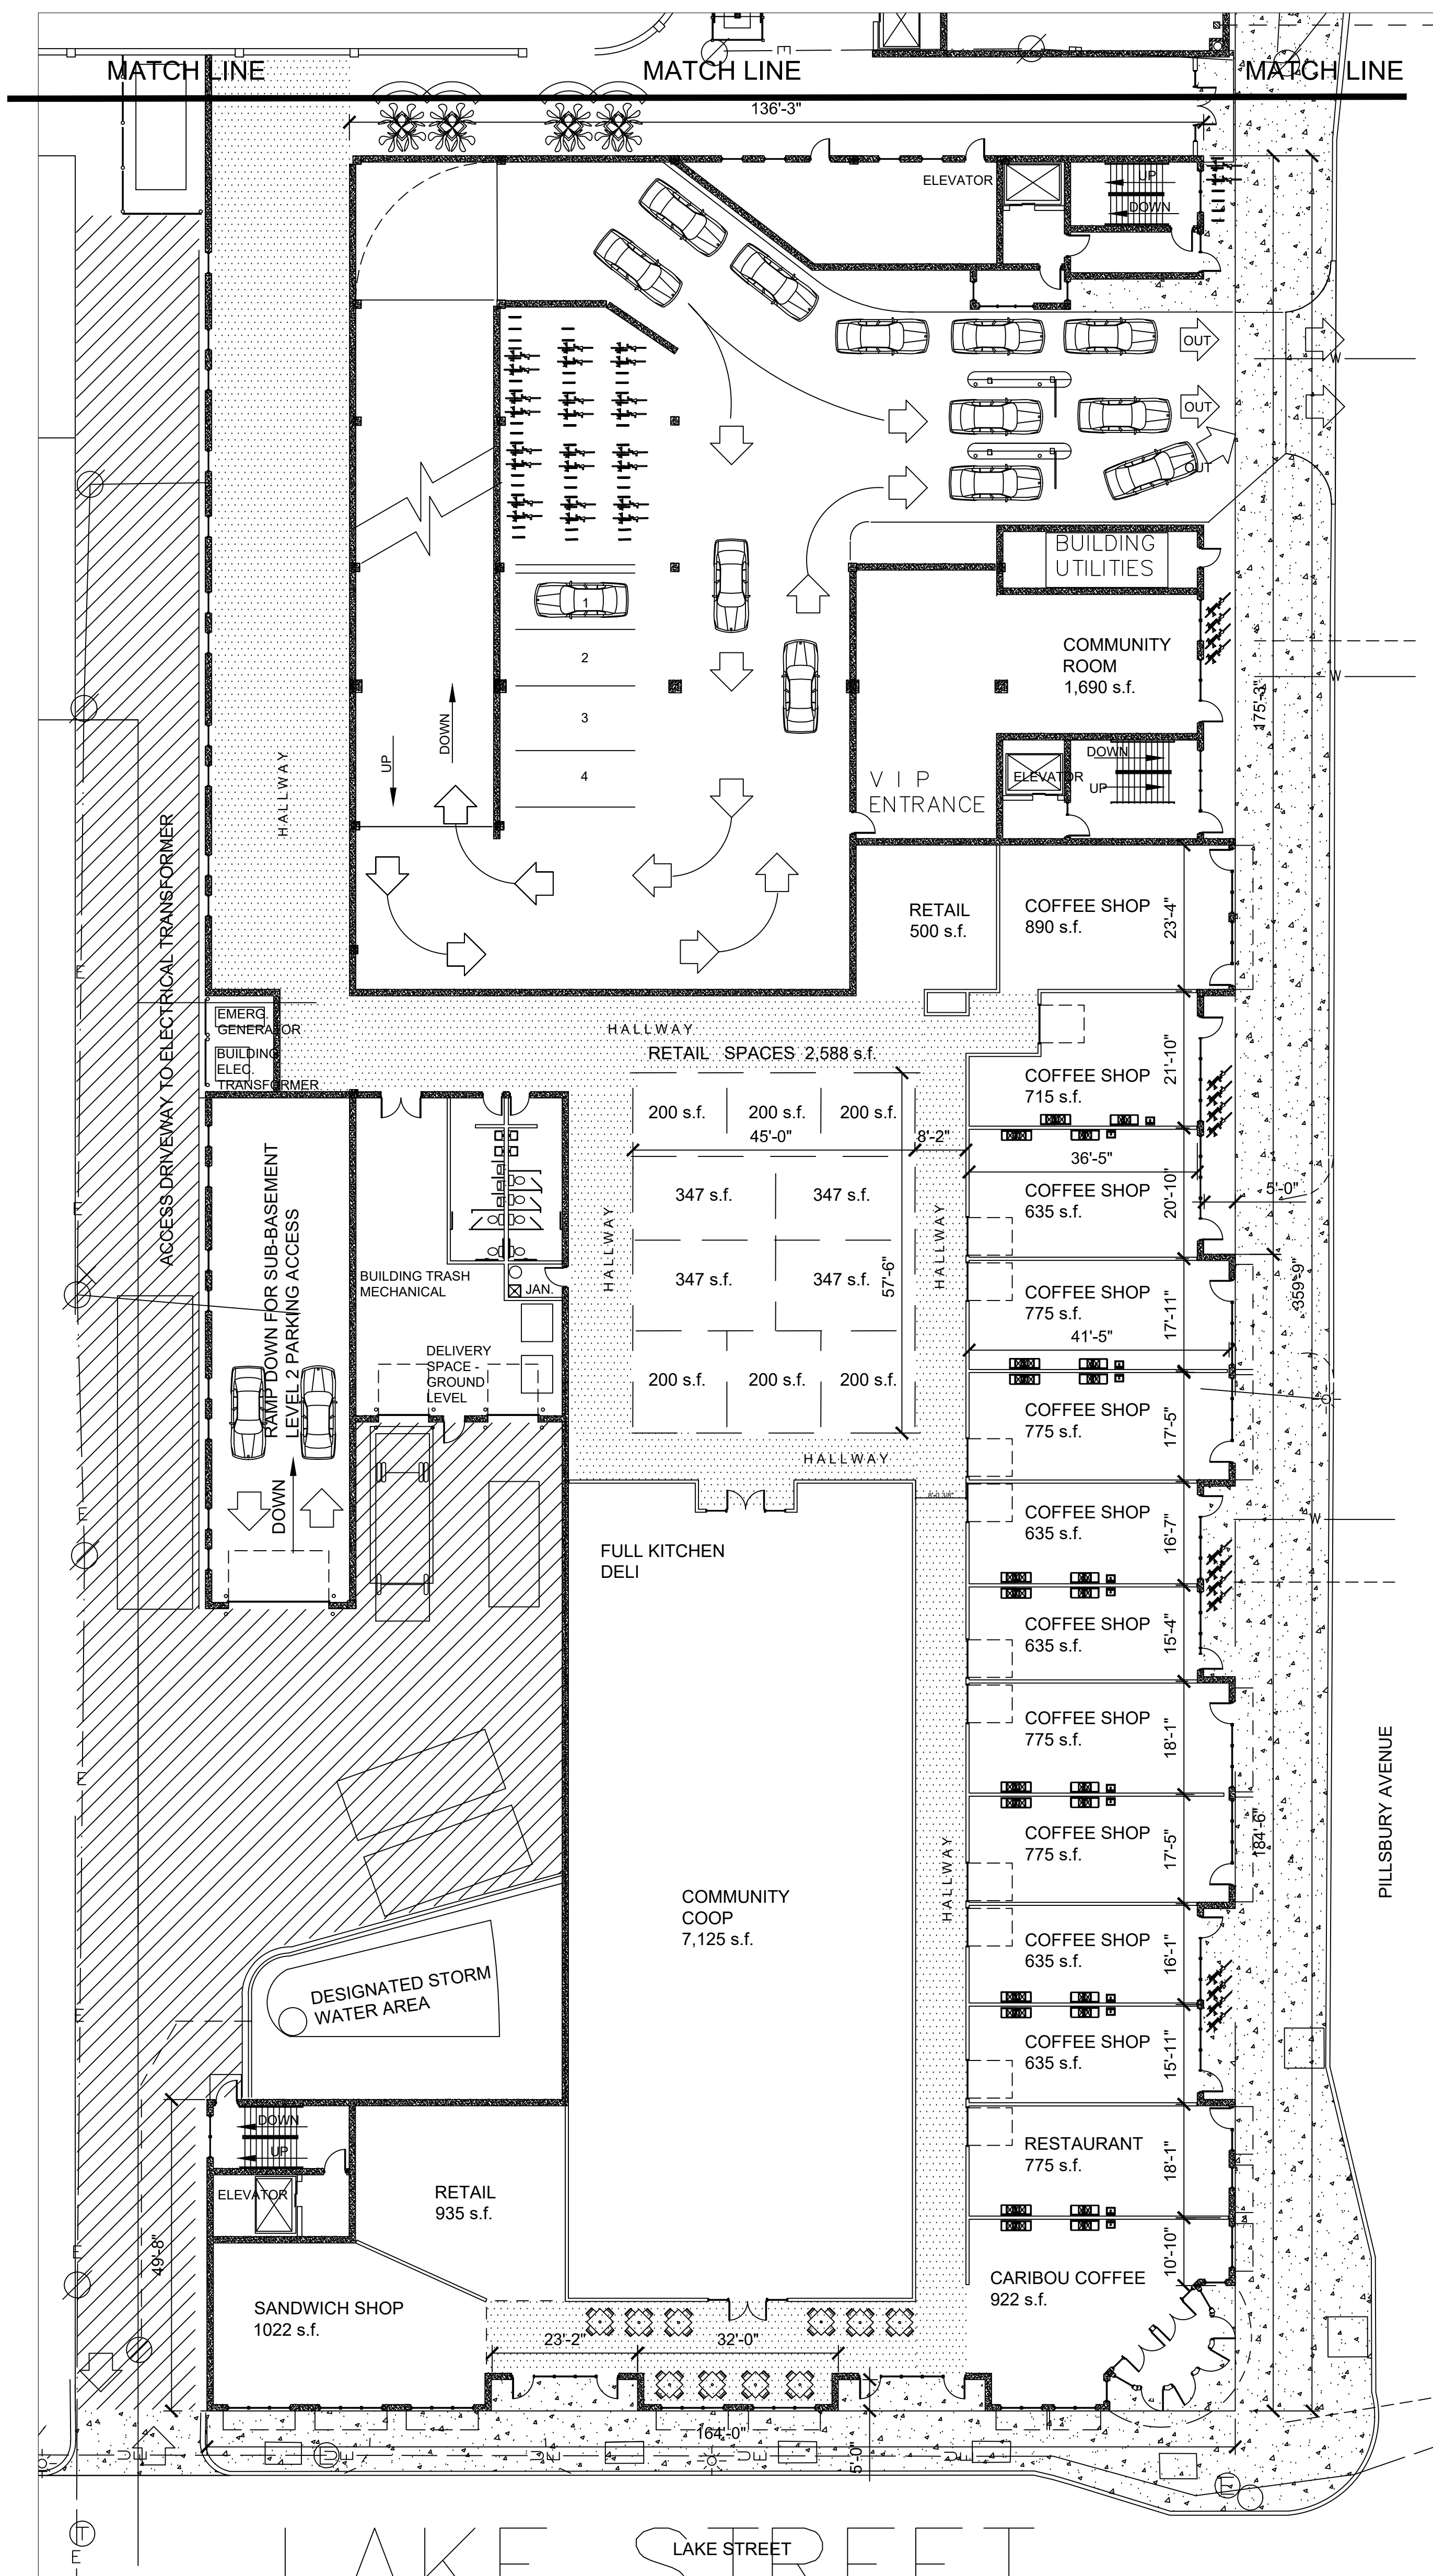 MATCH LINE
MATCH LINE
MATCH LINE
E
136'-3"
ELEVATOR
UP
DOWN
OUT
W
OUT
OUT
BUILDING
UTILITIES
1
2
3
4
COMMUNITY
ROOM
1,690 s.f.
W
175'-3"
DOWN
UP
HALLWAY
VIP
ENTRANCE
ELEVATOR
DOWN
UP
ACCESS DRIVEWAY TO ELECTRICAL TRANSFORMER
RETAIL
500 s.f.
COFFEE SHOP
890 s.f.
23'-4"
E
EMERG.
GENERATOR
BUILDING
ELEC.
TRANSFORMER
HALLWAY
RETAIL SPACES 2,588 s.f.
COFFEE SHOP
715 s.f.
21'-10"
200 s.f.
200 s.f.
200 s.f.
45'-0"
8'-2"
36'-5"
347 s.f.
347 s.f.
COFFEE SHOP
635 s.f.
20'-10"
5'-0"
E
RAMP DOWN FOR SUB-BASEMENT
LEVEL 2 PARKING ACCESS
HALLWAY
HALLWAY
BUILDING TRASH
MECHANICAL
JAN.
347 s.f.
347 s.f.
57'-6"
COFFEE SHOP
775 s.f.
17'-11"
359'-9"
41'-5"
DELIVERY
SPACE -
GROUND
LEVEL
200 s.f.
200 s.f.
200 s.f.
COFFEE SHOP
775 s.f.
17'-5"
HALLWAY
DOWN
E
FULL KITCHEN
DELI
COFFEE SHOP
635 s.f.
16'-7"
W
COFFEE SHOP
635 s.f.
15'-4"
COFFEE SHOP
775 s.f.
18'-1"
E
PILLSBURY AVENUE
COFFEE SHOP
775 s.f.
17'-5"
184'-6"
HALLWAY
COMMUNITY
COOP
7,125 s.f.
COFFEE SHOP
635 s.f.
16'-1"
DESIGNATED STORM
WATER AREA
E
COFFEE SHOP
635 s.f.
15'-11"
DOWN
UP
RESTAURANT
775 s.f.
18'-1"
ELEVATOR
RETAIL
935 s.f.
49'-8"
E
10'-10"
CARIBOU COFFEE
922 s.f.
SANDWICH SHOP
1022 s.f.
23'-2"
32'-0"
164'-0"
5'-0"
UE
UE
UE
UE
UE
E
T
E
LAKE STREET
LAKE STREET